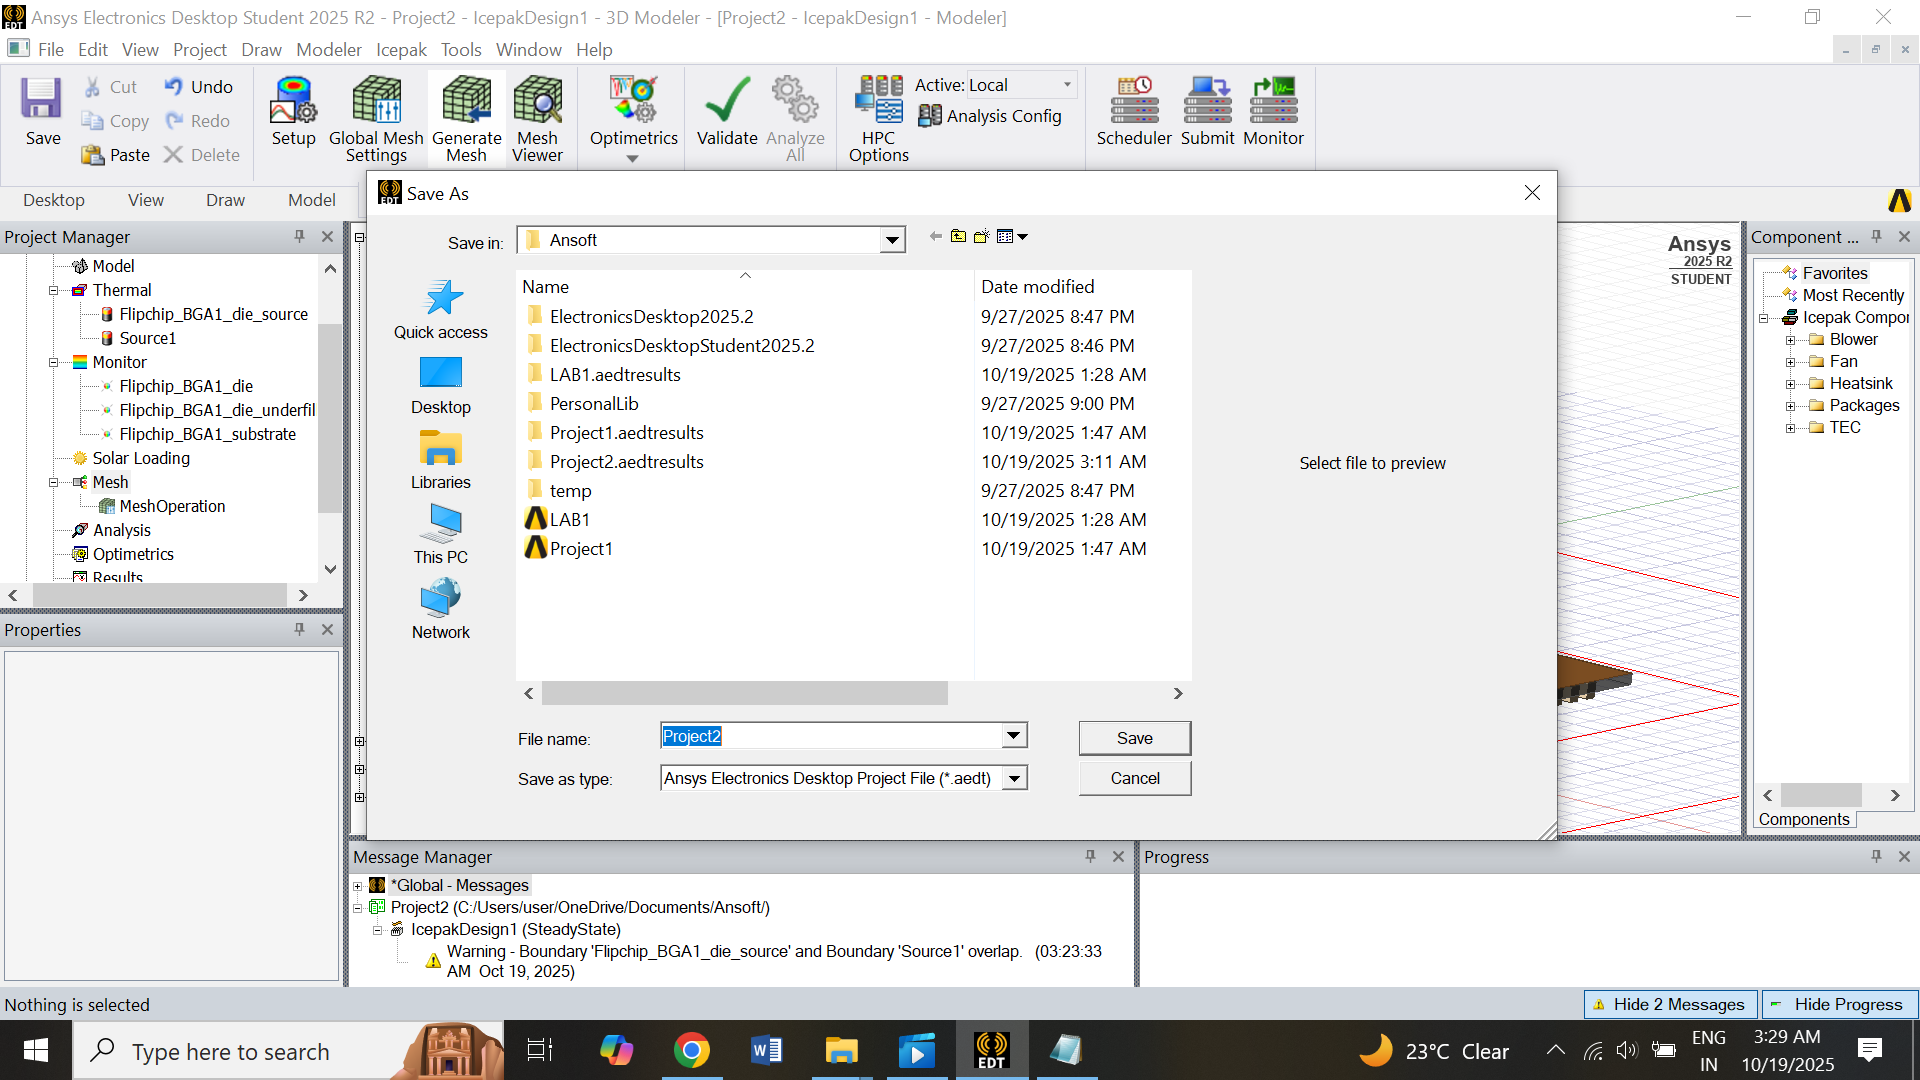 Ansys Electronics Desktop Student 2025 R2 - Project2 - IcepakDesign1 - 3D Modeler - [Project2 - IcepakDesign1 - Modeler]
File Edit View Project Draw Modeler Icepak Tools Window Help
Save
Cut
Copy
Paste
Undo
Redo
Delete
Setup
Global Mesh
Settings
Generate
Mesh
Mesh
Viewer
Optimetrics
Validate
Analyze
All
HPC
Options
Active: Local
Analysis Config
Scheduler
Submit
Monitor
Desktop View Draw Model
Project Manager
Model
Thermal
Flipchip_BGA1_die_source
Source1
Monitor
Flipchip_BGA1_die
Flipchip_BGA1_die_underfil
Flipchip_BGA1_substrate
Solar Loading
Mesh
MeshOperation
Analysis
Optimetrics
Results
Properties
EDT
Save As
Save in: Ansoft
Quick access
Desktop
Libraries
This PC
Network
Name Date modified
ElectronicsDesktop2025.2 9/27/2025 8:47 PM
ElectronicsDesktopStudent2025.2 9/27/2025 8:46 PM
LAB1.aedtresults 10/19/2025 1:28 AM
PersonalLib 9/27/2025 9:00 PM
Project1.aedtresults 10/19/2025 1:47 AM
Project2.aedtresults 10/19/2025 3:11 AM
temp 9/27/2025 8:47 PM
LAB1 10/19/2025 1:28 AM
Project1 10/19/2025 1:47 AM
Select file to preview
File name: Project2
Save
Save as type: Ansys Electronics Desktop Project File (*.aedt)
Cancel
Ansys
2025 R2
STUDENT
Component ...
Favorites
Most Recently
Icepak Compor
Blower
Fan
Heatsink
Packages
TEC
Components
Message Manager
*Global - Messages
Project2 (C:/Users/user/OneDrive/Documents/Ansoft/)
IcepakDesign1 (SteadyState)
Warning - Boundary 'Flipchip_BGA1_die_source' and Boundary 'Source1' overlap. (03:23:33
AM Oct 19, 2025)
Progress
Nothing is selected
Hide 2 Messages
Hide Progress
Type here to search
EDT
23°C Clear
ENG
IN
3:29 AM
10/19/2025